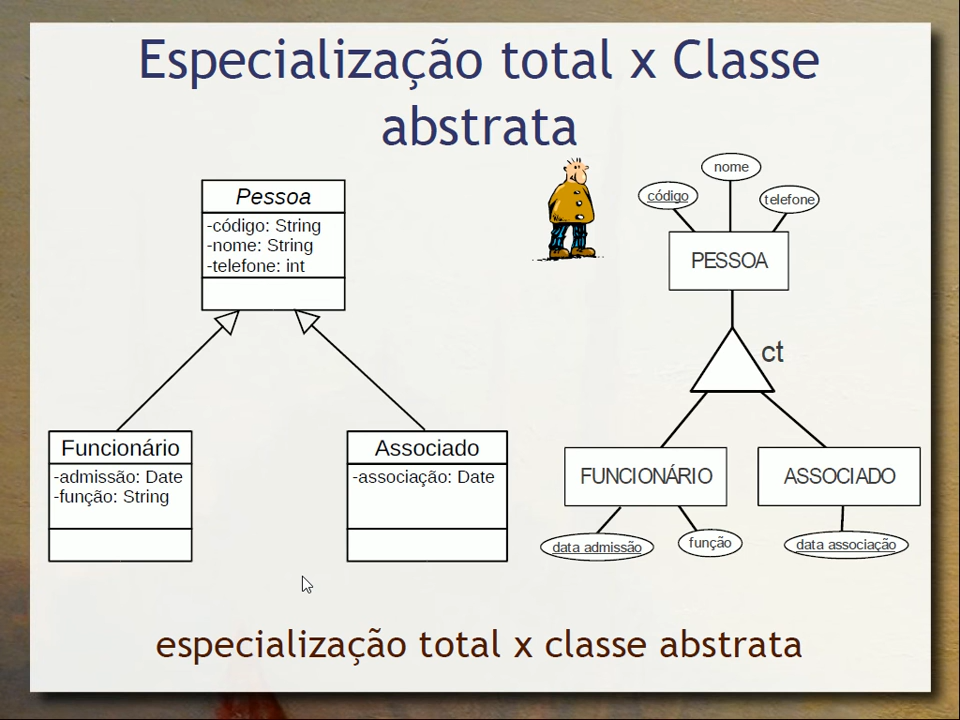 Especialização total x Classe
abstrata
Pessoa
-código: String
-nome: String
-telefone: int
Funcionário
-admissão: Date
-função: String
Associado
-associação: Date
nome
código
telefone
PESSOA
ct
FUNCIONÁRIO
ASSOCIADO
data admissão
função
data associação
especialização total x classe abstrata